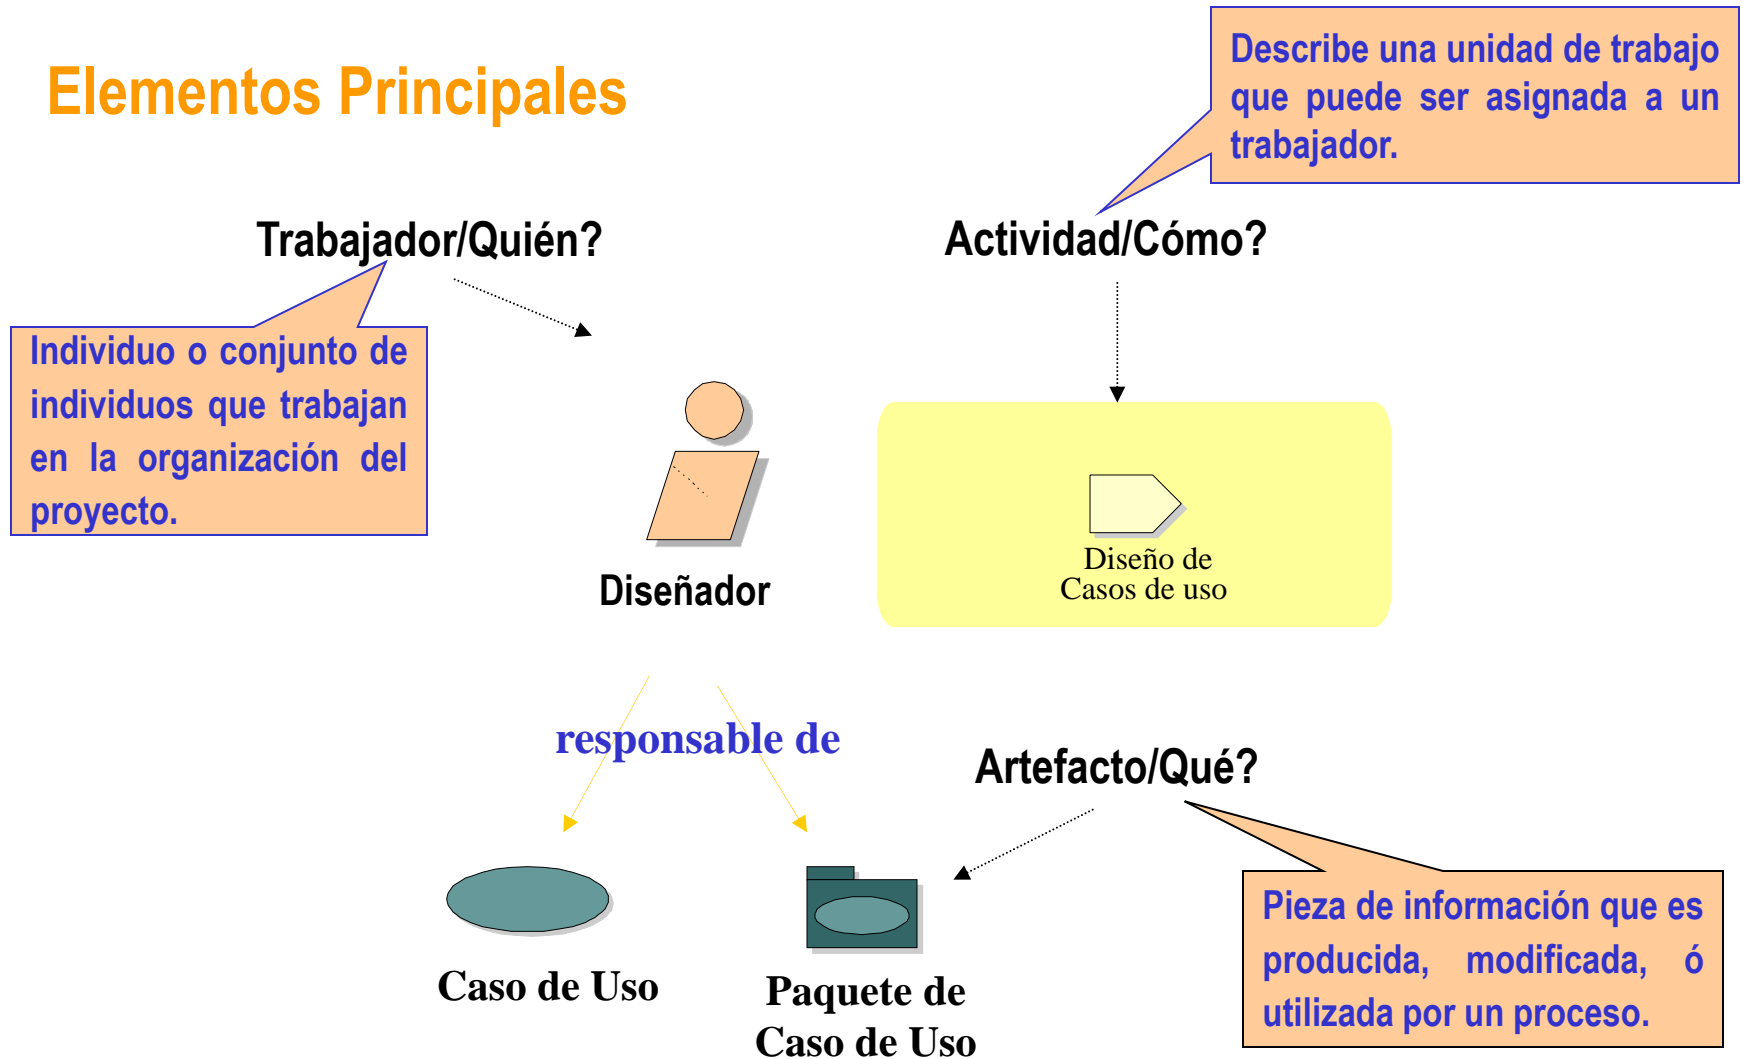 Elementos Principales
Describe una unidad de trabajo
que puede ser asignada a un
trabajador.
Trabajador/Quién?
Actividad/Cómo?
Individuo o conjunto de
individuos que trabajan
en la organización del
proyecto.
Diseñador
Diseño de
Casos de uso
responsable de
Artefacto/Qué?
Caso de Uso
Paquete de
Caso de Uso
Pieza de información que es
producida, modificada, ó
utilizada por un proceso.